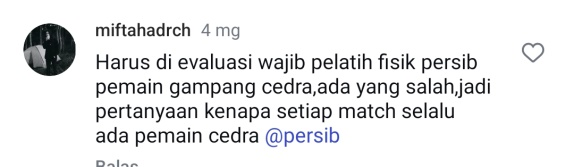 miftahadrch 4 mg
Harus di evaluasi wajib pelatih fisik persib
pemain gampang cedra,ada yang salah,jadi
pertanyaan kenapa setiap match selalu
ada pemain cedra @persib
Balas